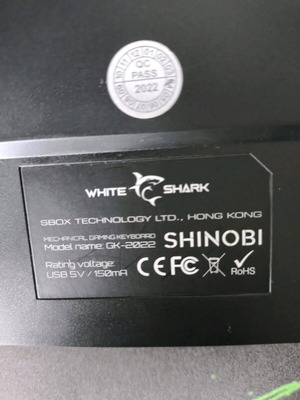 QC
PASS
2022
WHITE SHARK
SBOX TECHNOLOGY LTD., HONG KONG
MECHANICAL GAMING KEYBOARD
Model name: GK-2022
SHINOBI
Rating voltage:
USB 5V / 150mA
CE FC RoHS